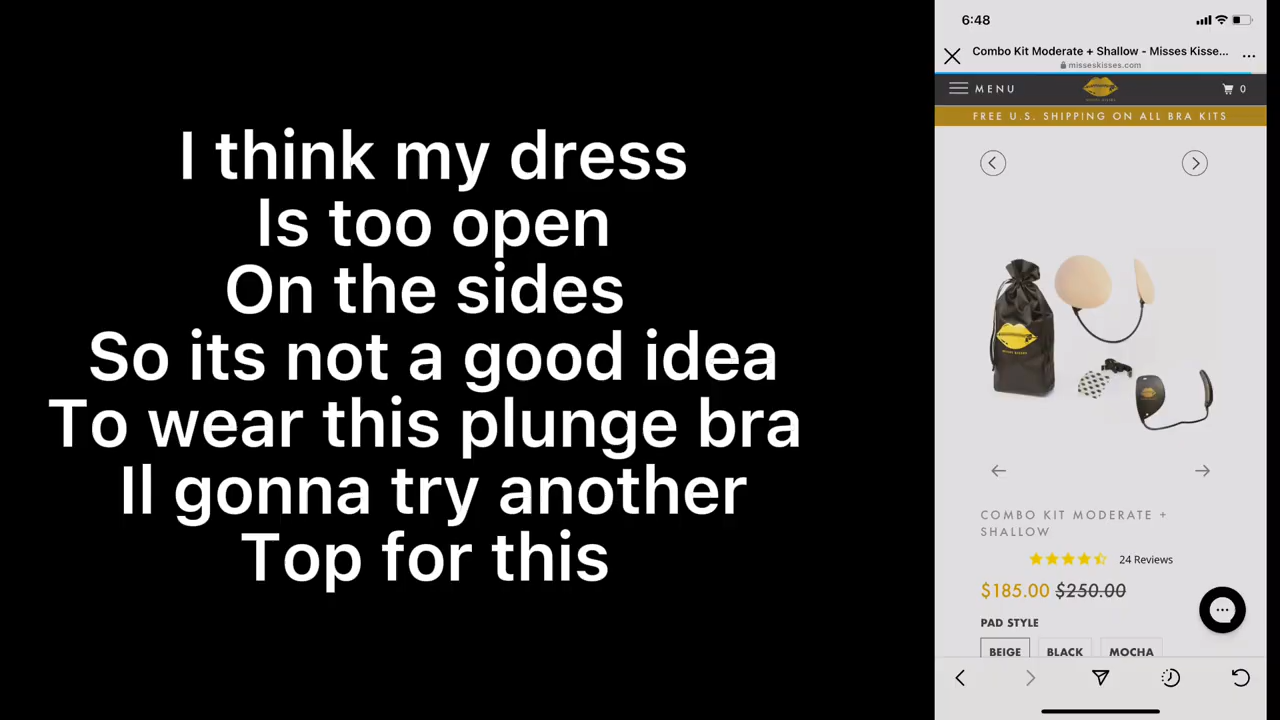 I think my dress
Is too open
On the sides
So its not a good idea
To wear this plunge bra
Il gonna try another
Top for this
6:48
Combo Kit Moderate + Shallow - Misses Kisse...
misseskisses.com
MENU
0
FREE U.S. SHIPPING ON ALL BRA KITS
COMBO KIT MODERATE +
SHALLOW
24 Reviews
$185.00 $250.00
PAD STYLE
BEIGE BLACK MOCHA